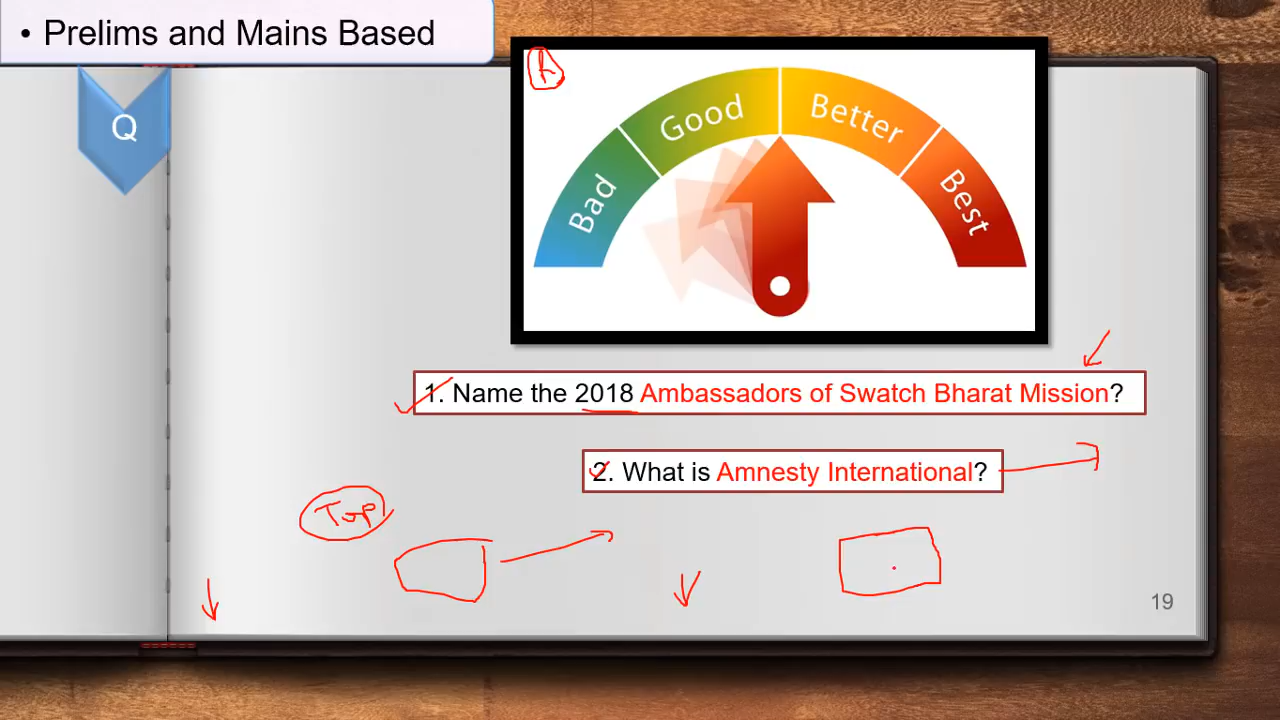 • Prelims and Mains Based
Q
Bad
Good
Better
Best
1. Name the 2018 Ambassadors of Swatch Bharat Mission?
2. What is Amnesty International?
Top
19